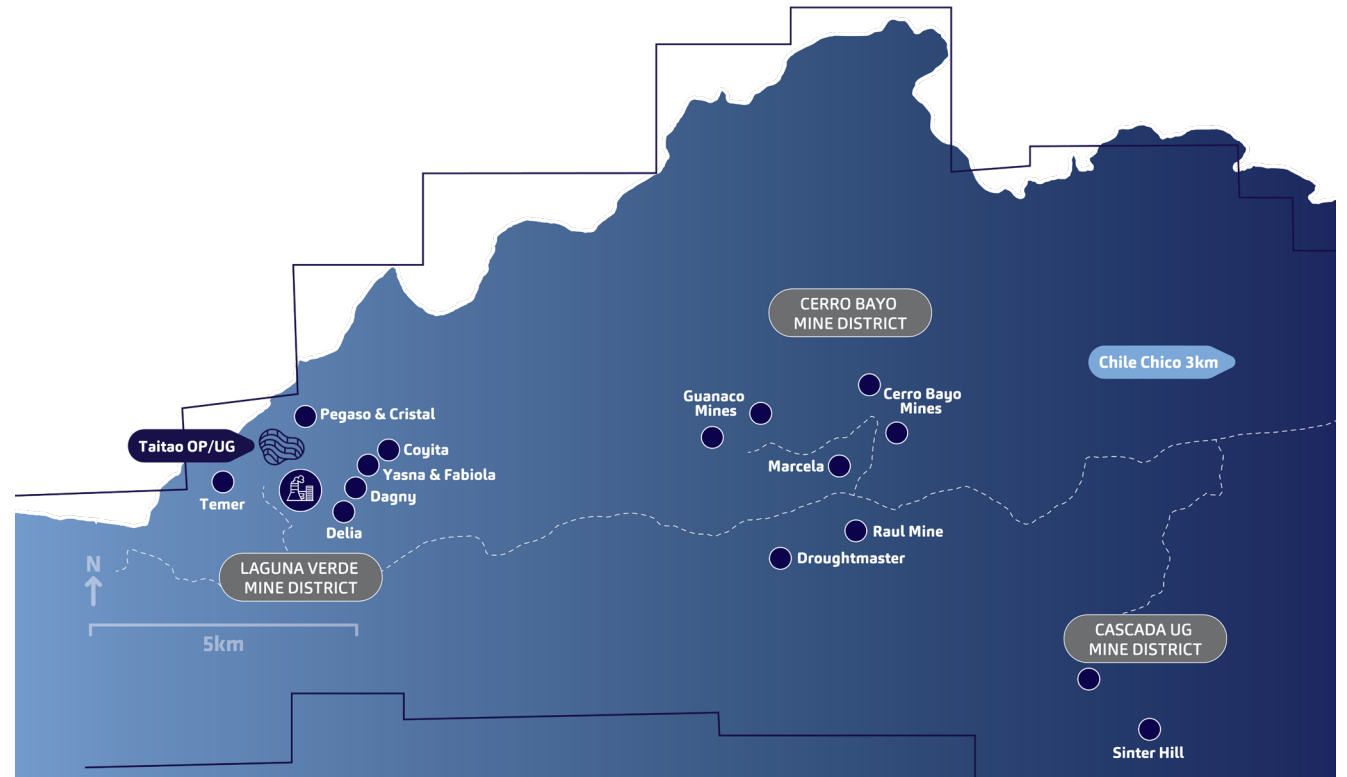 CERRO BAYO
MINE DISTRICT
Chile Chico 3km
Guanaco
Mines
Cerro Bayo
Mines
Pegaso & Cristal
Taitao OP/UG
Coyita
Yasna & Fabiola
Marcela
Dagny
Temer
Delia
Raul Mine
Droughtmaster
N
LAGUNA VERDE
MINE DISTRICT
5km
CASCADA UG
MINE DISTRICT
Sinter Hill